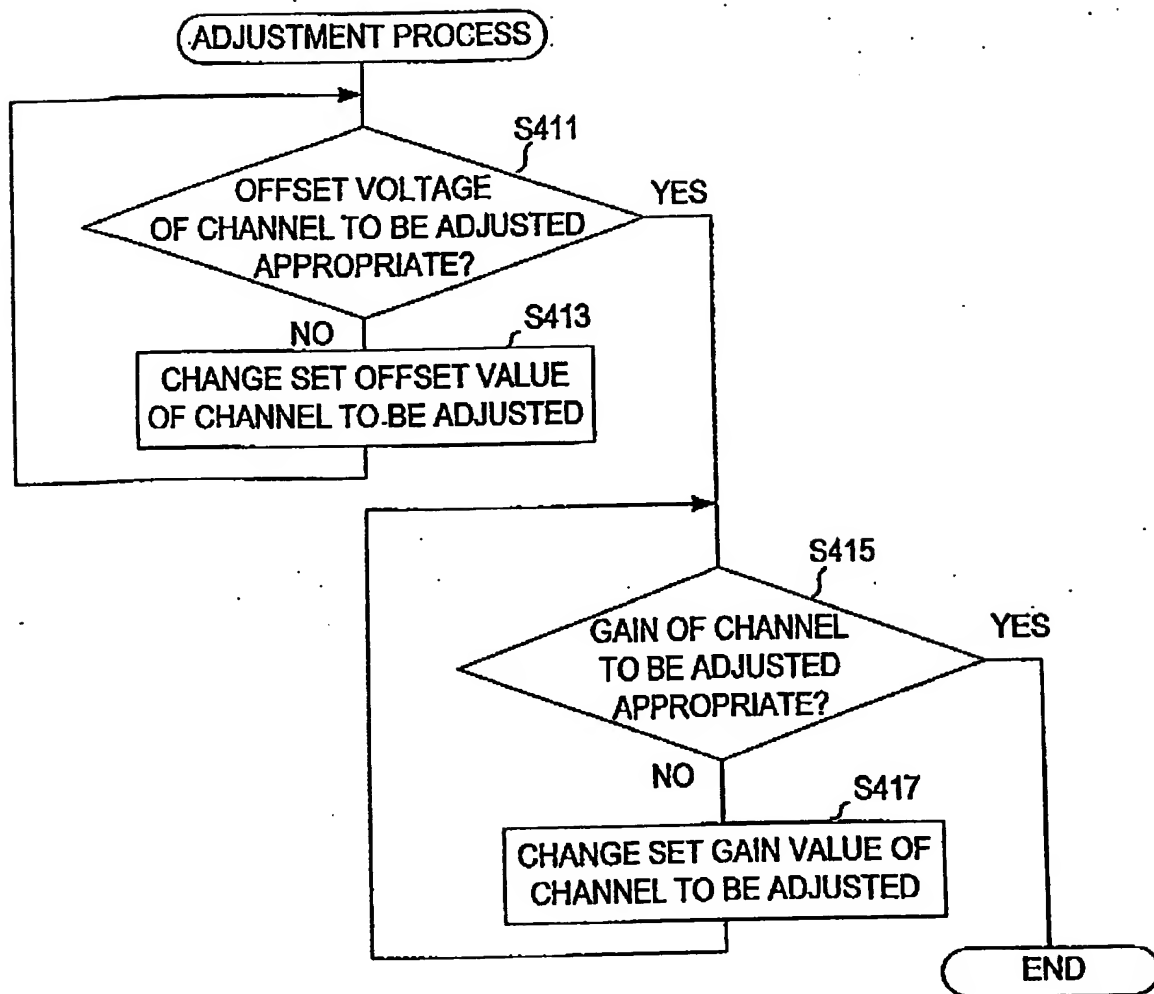 ADJUSTMENT PROCESS
S411
OFFSET VOLTAGE
OF CHANNEL TO BE ADJUSTED
APPROPRIATE?
YES
NO
S413
CHANGE SET OFFSET VALUE
OF CHANNEL TO BE ADJUSTED
S415
GAIN OF CHANNEL
TO BE ADJUSTED
APPROPRIATE?
YES
NO
S417
CHANGE SET GAIN VALUE OF
CHANNEL TO BE ADJUSTED
END